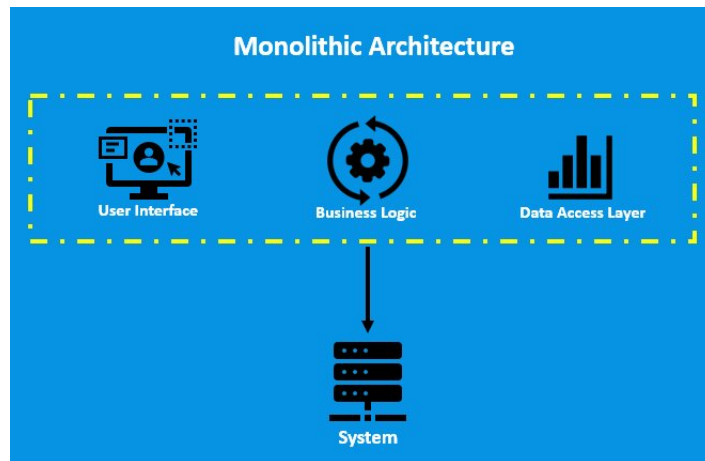 Monolithic Architecture
User Interface
Business Logic
Data Access Layer
System